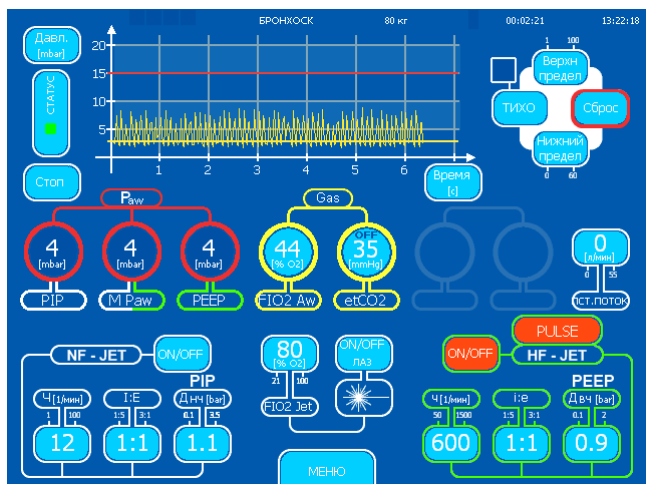 БРОНХОСК 80 кг 00:02:21 13:22:18
Давл.
[mbar]
20
15
10
5
1 2 3 4 5 6
СТАТУС
Стоп
Время
[c]
1 100
Верхн
предел
ТИХО
Сброс
Нижний
предел
0 60
Paw
Gas
4
[mbar]
PIP
4
[mbar]
M Paw
4
[mbar]
PEEP
44
[% O2]
FIO2 Aw
OFF
35
[mmHg]
etCO2
0
[л/мин]
0 55
ПСТ.ПОТОК
NF - JET
ON/OFF
PIP
Ч[1/мин]
1 100
12
I:E
1:5 3:1
1:1
Д НЧ [bar]
0.1 3.5
1.1
80
[% O2]
21 100
FIO2 Jet
ON/OFF
ЛАЗ
МЕНЮ
PULSE
ON/OFF
HF - JET
PEEP
Ч[1/мин]
50 1500
600
i:e
1:5 3:1
1:1
Д ВЧ [bar]
0.1 2
0.9